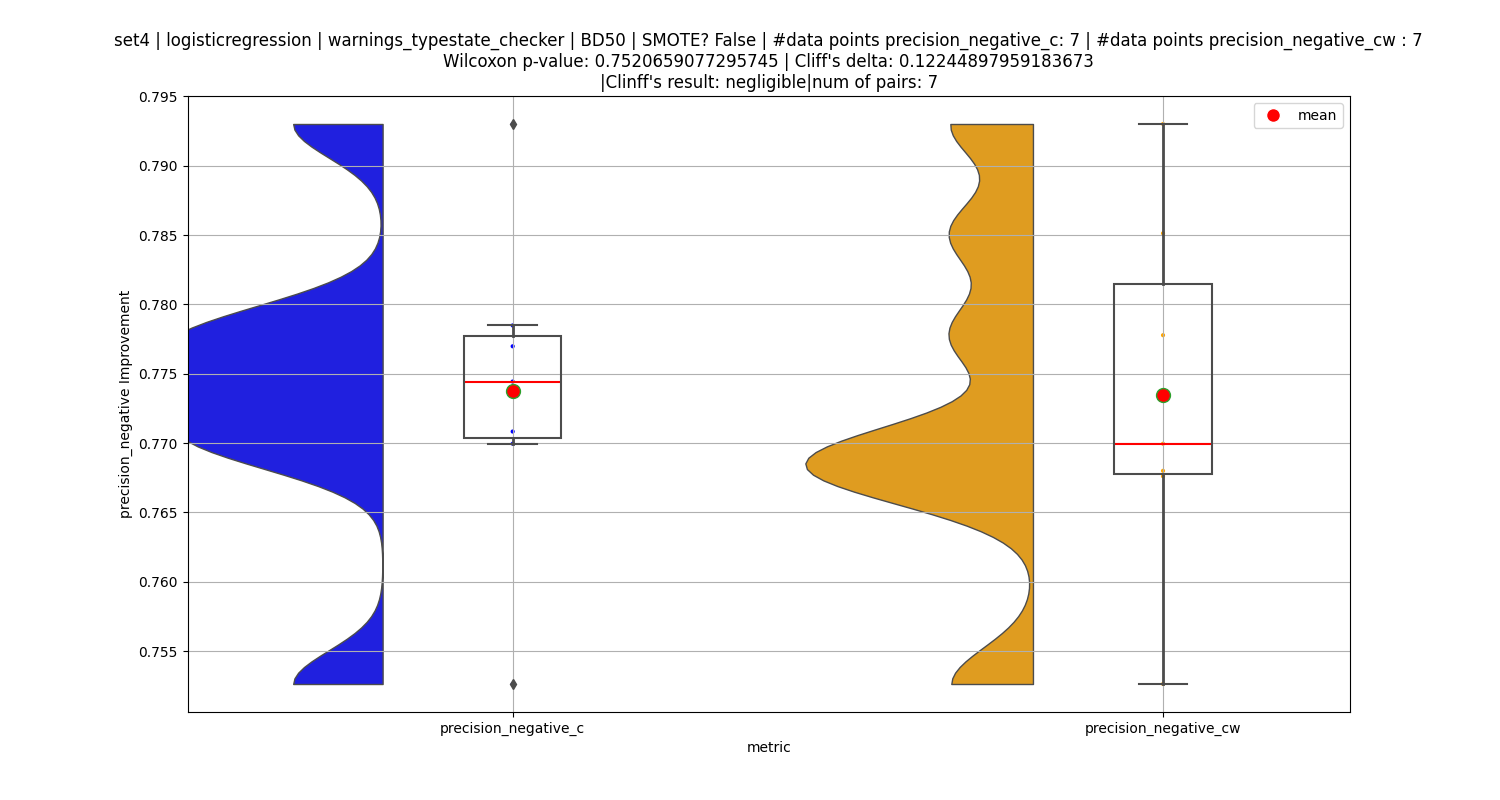 set4 | logisticregression | warnings_typestate_checker | BD50 | SMOTE? False | #data points precision_negative_c: 7 | #data points precision_negative_cw : 7
Wilcoxon p-value: 0.7520659077295745 | Cliff's delta: 0.12244897959183673
|Clinff's result: negligible|num of pairs: 7
mean
0.795
0.790
0.785
0.780
0.775
0.770
0.765
0.760
0.755
precision_negative Improvement
precision_negative_c
precision_negative_cw
metric